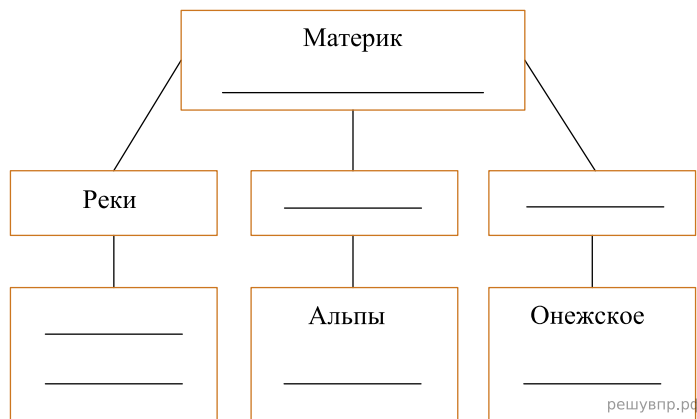 Материк
Реки
Альпы
Онежское
решувпр.рф